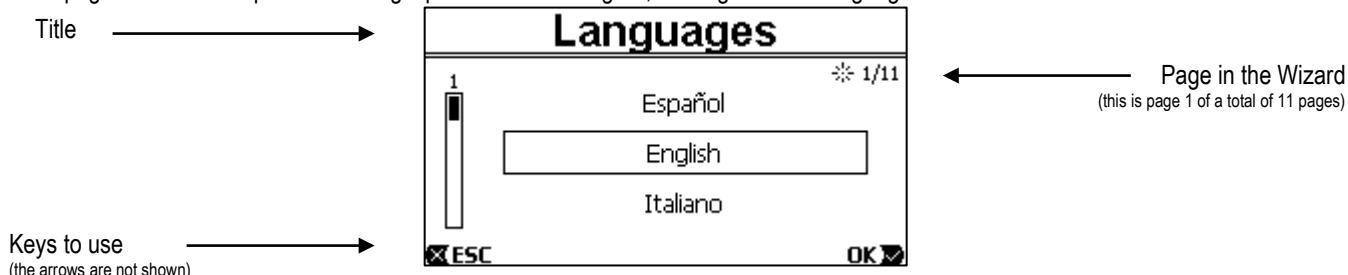 Title
Languages
1
1/11
Page in the Wizard
(this is page 1 of a total of 11 pages)
Español
English
Italiano
Keys to use
(the arrows are not shown)
ESC
OK